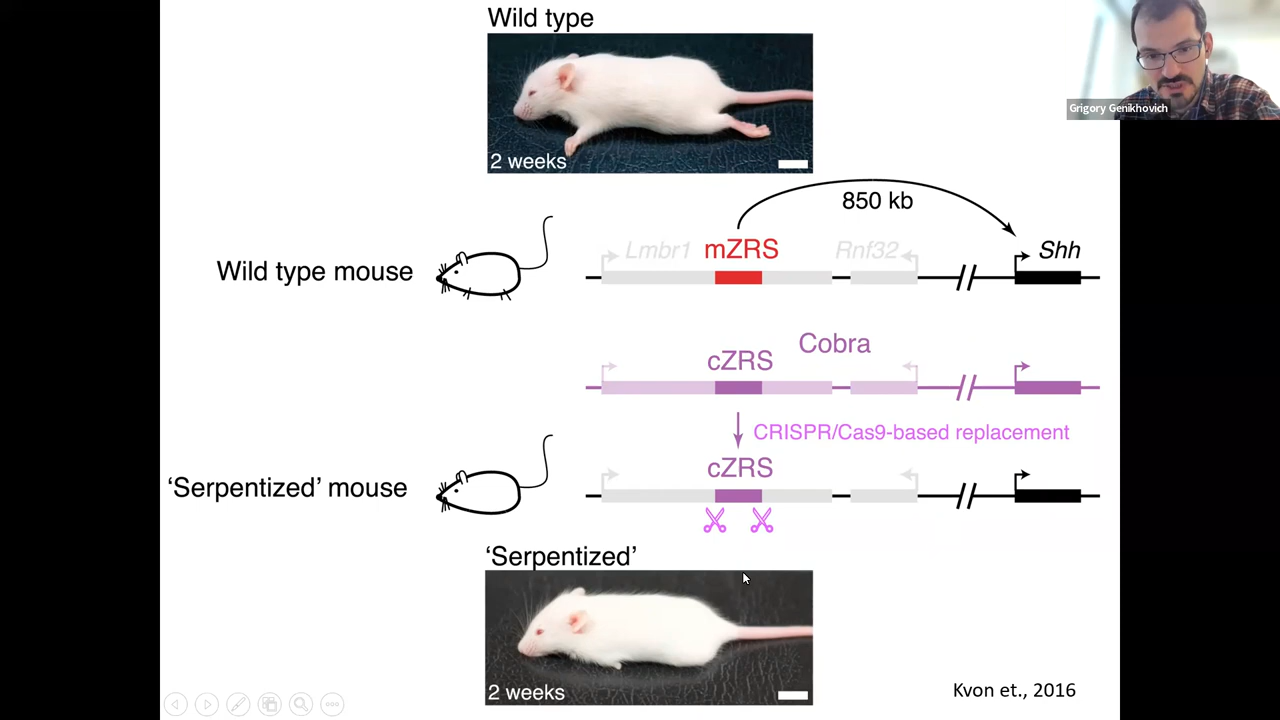 Wild type
2 weeks
Grigory Genikhovich
850 kb
Lmbr1 mZRS Rnf32 Shh
Wild type mouse
Cobra
cZRS
CRISPR/Cas9-based replacement
cZRS
'Serpentized' mouse
'Serpentized'
2 weeks
Kvon et., 2016